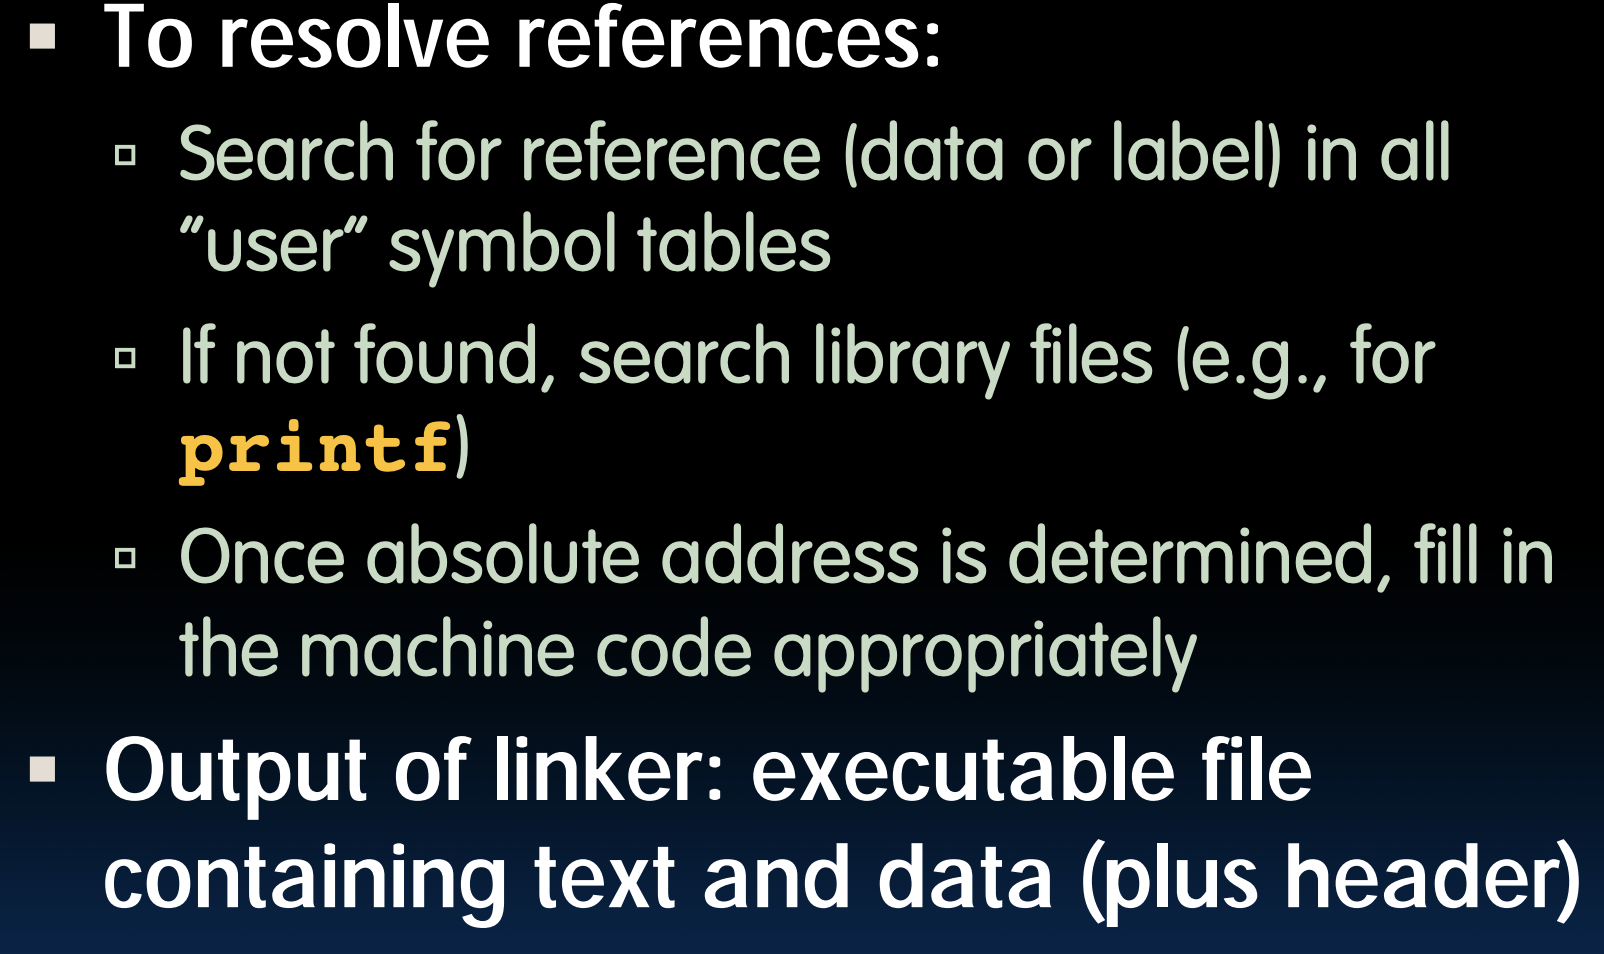 To resolve references:
Search for reference (data or label) in all
“user” symbol tables
If not found, search library files (e.g., for
printf)
Once absolute address is determined, fill in
the machine code appropriately
Output of linker: executable file
containing text and data (plus header)